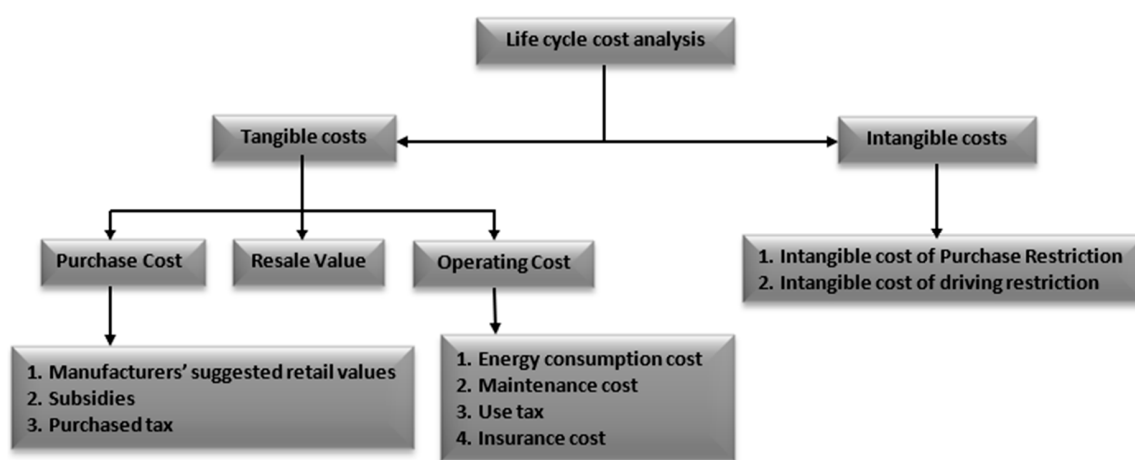 Life cycle cost analysis
Tangible costs
Intangible costs
Purchase Cost
Resale Value
Operating Cost
1. Intangible cost of Purchase Restriction
2. Intangible cost of driving restriction
1. Manufacturers’ suggested retail values
2. Subsidies
3. Purchased tax
1. Energy consumption cost
2. Maintenance cost
3. Use tax
4. Insurance cost